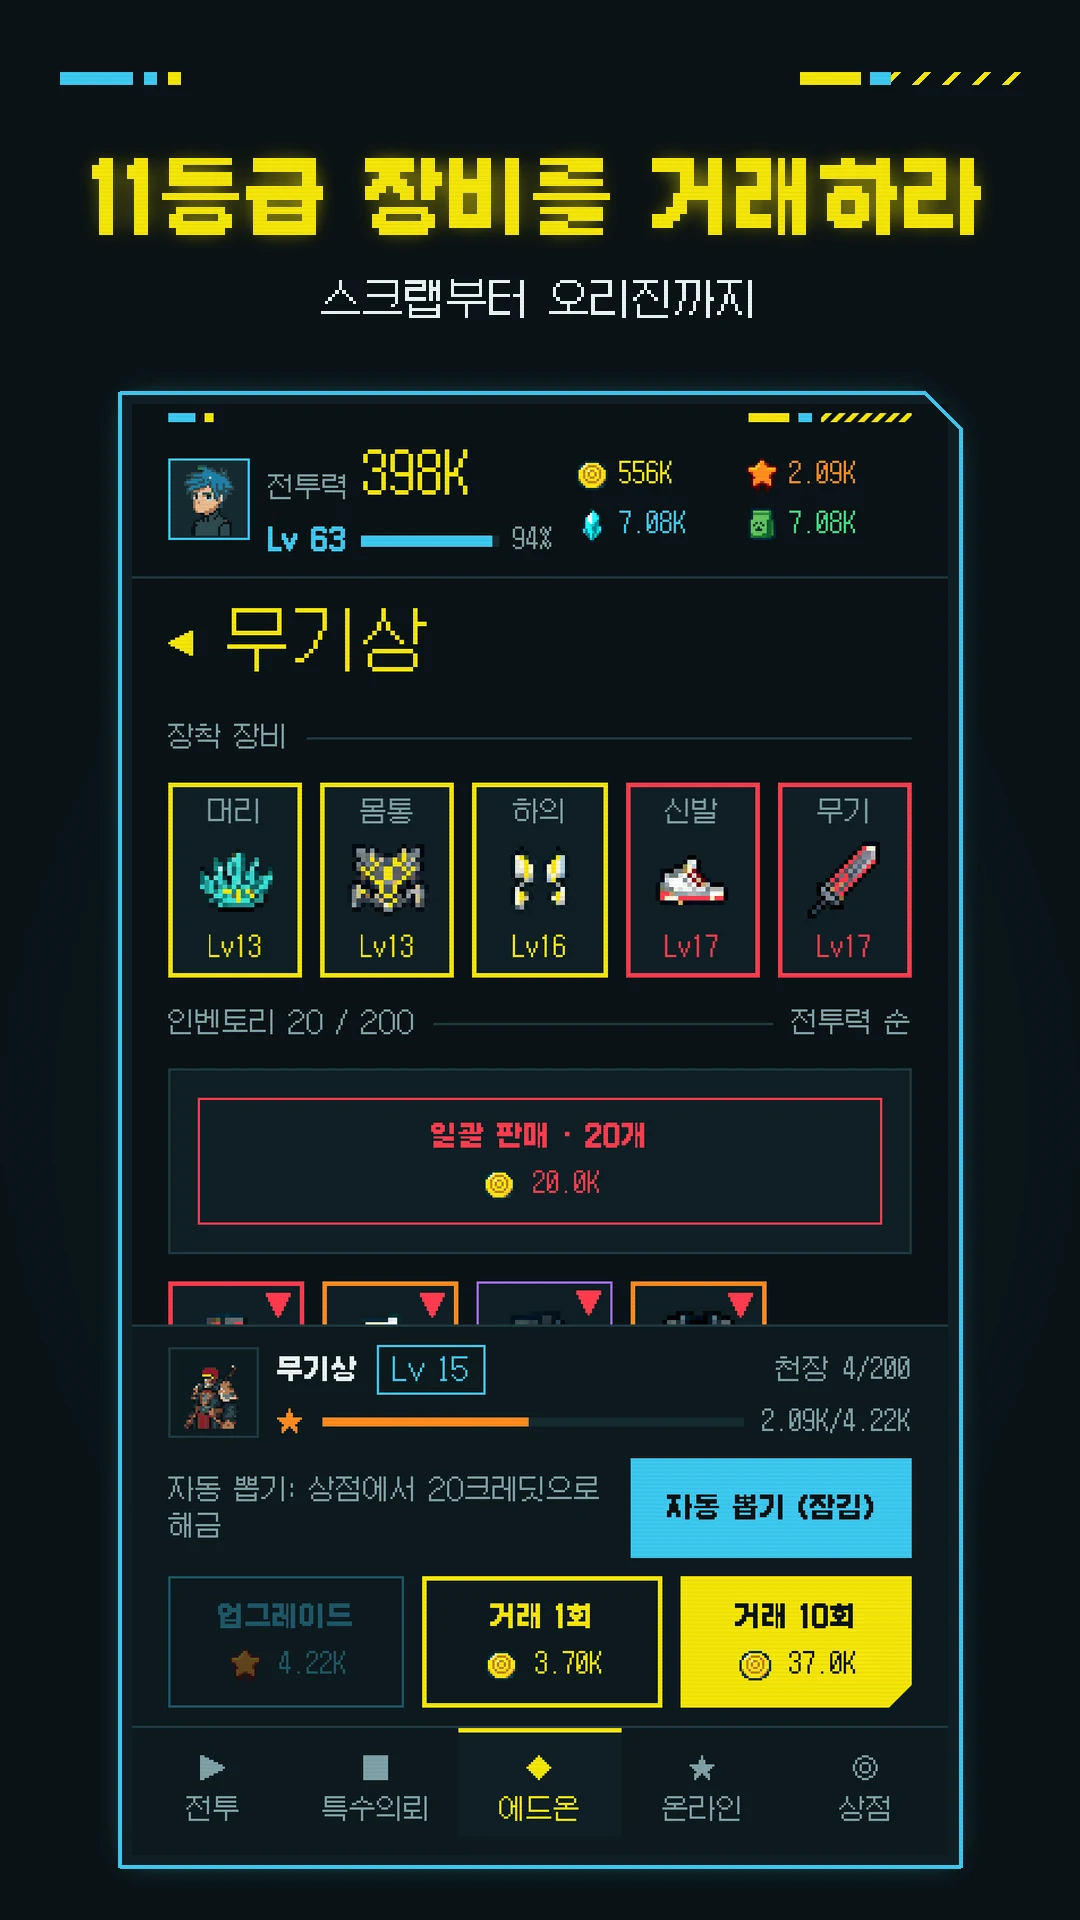 11등급 장비를 거래하라
스크랩부터 오리진까지
전투력 398K
556K
2.09K
Lv 63
94%
7.08K
7.08K
무기상
장착 장비
머리
몸통
하의
신발
무기
Lv13
Lv13
Lv16
Lv17
Lv17
인벤토리 20 / 200
전투력 순
일괄 판매 · 20개
20.0K
무기상
Lv 15
천장 4/200
2.09K/4.22K
자동 뽑기: 상점에서 20크레딧으로
해금
자동 뽑기 (잠김)
업그레이드
4.22K
거래 1회
3.70K
거래 10회
37.0K
전투
특수의뢰
에드온
온라인
상점